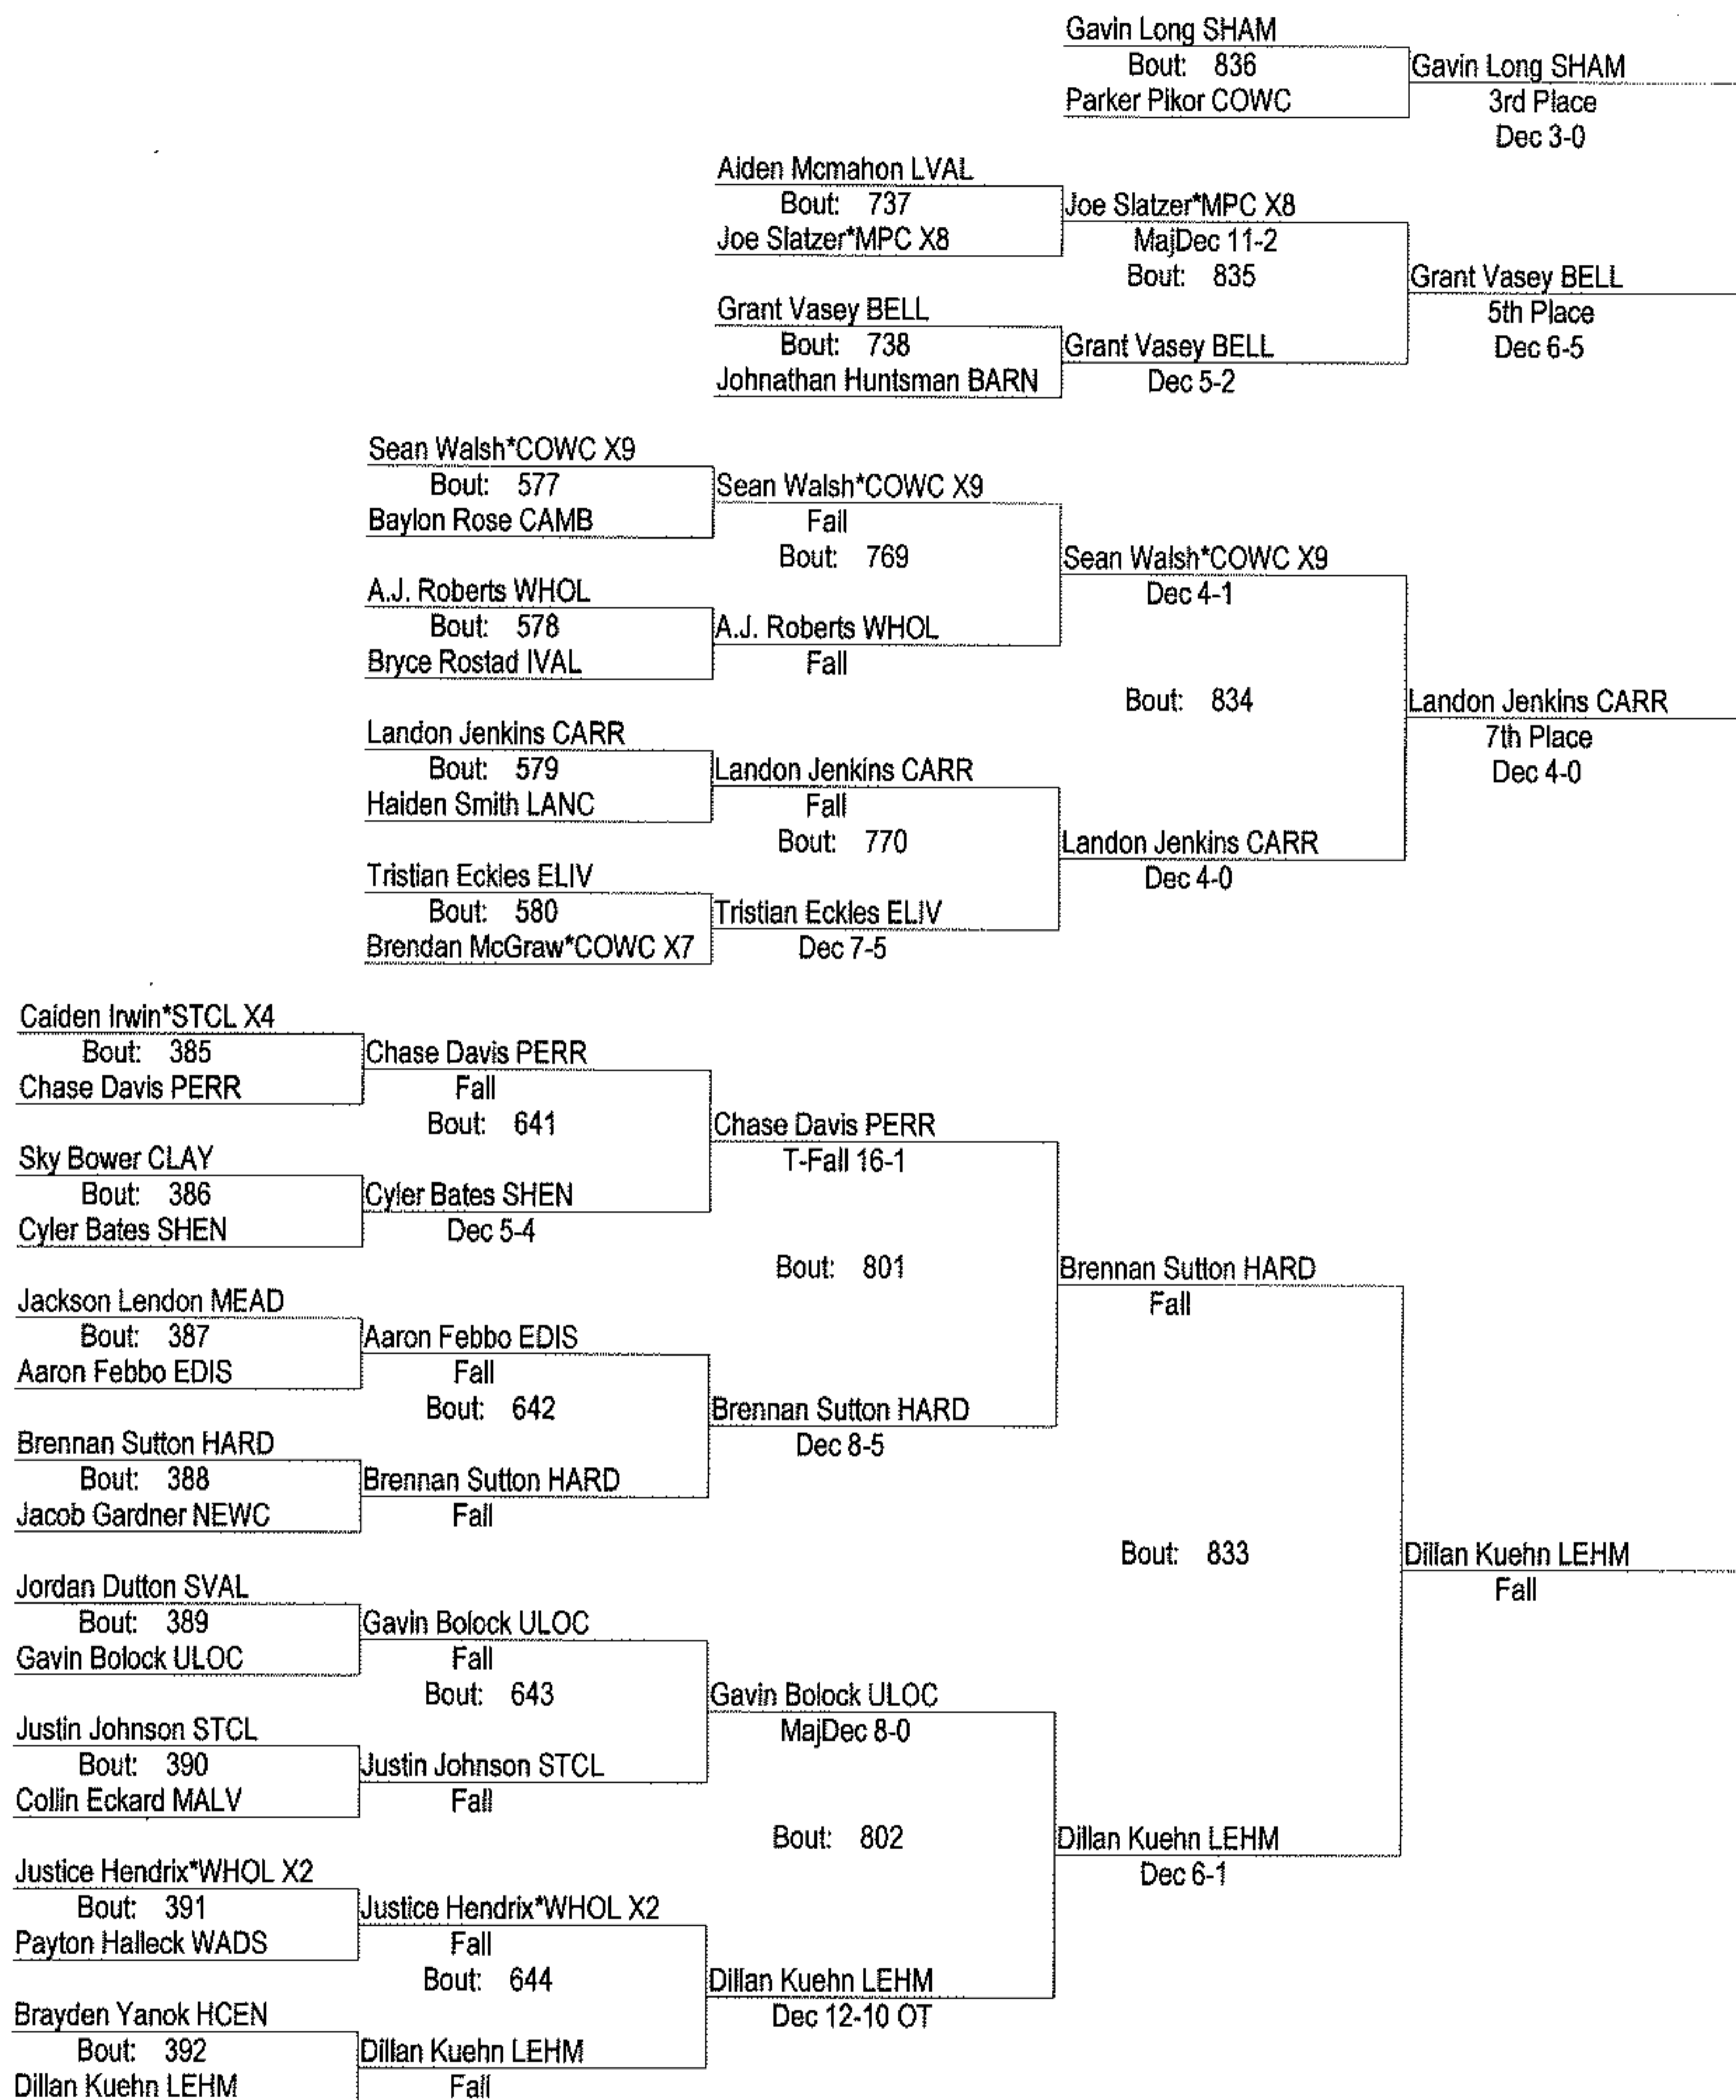 Gavin Long SHAM
Bout: 836
Parker Pikor COWC
Gavin Long SHAM
3rd Place
Dec 3-0
Aiden Mcmahon LVAL
Bout: 737
Joe Slatzer*MPC X8
Joe Slatzer*MPC X8
MajDec 11-2
Bout: 835
Grant Vasey BELL
5th Place
Dec 6-5
Grant Vasey BELL
Bout: 738
Johnathan Huntsman BARN
Grant Vasey BELL
Dec 5-2
Sean Walsh*COWC X9
Bout: 577
Baylon Rose CAMB
Sean Walsh*COWC X9
Fall
Bout: 769
Sean Walsh*COWC X9
Dec 4-1
A.J. Roberts WHOL
Bout: 578
Bryce Rostad IVAL
A.J. Roberts WHOL
Fall
Bout: 834
Landon Jenkins CARR
7th Place
Dec 4-0
Landon Jenkins CARR
Bout: 579
Haiden Smith LANC
Landon Jenkins CARR
Fall
Bout: 770
Landon Jenkins CARR
Dec 4-0
Tristian Eckles ELIV
Bout: 580
Brendan McGraw*COWC X7
Tristian Eckles ELIV
Dec 7-5
Caiden Irwin*STCL X4
Bout: 385
Chase Davis PERR
Chase Davis PERR
Fall
Bout: 641
Chase Davis PERR
T-Fall 16-1
Sky Bower CLAY
Bout: 386
Cyler Bates SHEN
Cyler Bates SHEN
Dec 5-4
Bout: 801
Brennan Sutton HARD
Fall
Jackson Lendon MEAD
Bout: 387
Aaron Febbo EDIS
Aaron Febbo EDIS
Fall
Bout: 642
Brennan Sutton HARD
Dec 8-5
Brennan Sutton HARD
Bout: 388
Jacob Gardner NEWC
Brennan Sutton HARD
Fall
Bout: 833
Dillan Kuehn LEHM
Fall
Jordan Dutton SVAL
Bout: 389
Gavin Bolock ULOC
Gavin Bolock ULOC
Fall
Bout: 643
Gavin Bolock ULOC
MajDec 8-0
Justin Johnson STCL
Bout: 390
Collin Eckard MALV
Justin Johnson STCL
Fall
Bout: 802
Dillan Kuehn LEHM
Dec 6-1
Justice Hendrix*WHOL X2
Bout: 391
Payton Halleck WADS
Justice Hendrix*WHOL X2
Fall
Bout: 644
Dillan Kuehn LEHM
Dec 12-10 OT
Brayden Yanok HCEN
Bout: 392
Dillan Kuehn LEHM
Dillan Kuehn LEHM
Fall